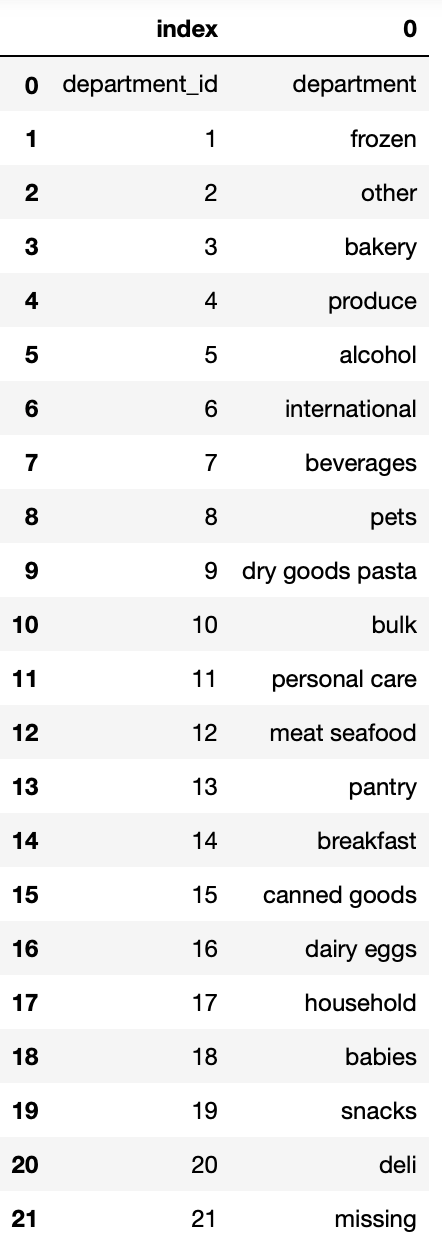 index 0
0 department_id department
1 1 frozen
2 2 other
3 3 bakery
4 4 produce
5 5 alcohol
6 6 international
7 7 beverages
8 8 pets
9 9 dry goods pasta
10 10 bulk
11 11 personal care
12 12 meat seafood
13 13 pantry
14 14 breakfast
15 15 canned goods
16 16 dairy eggs
17 17 household
18 18 babies
19 19 snacks
20 20 deli
21 21 missing